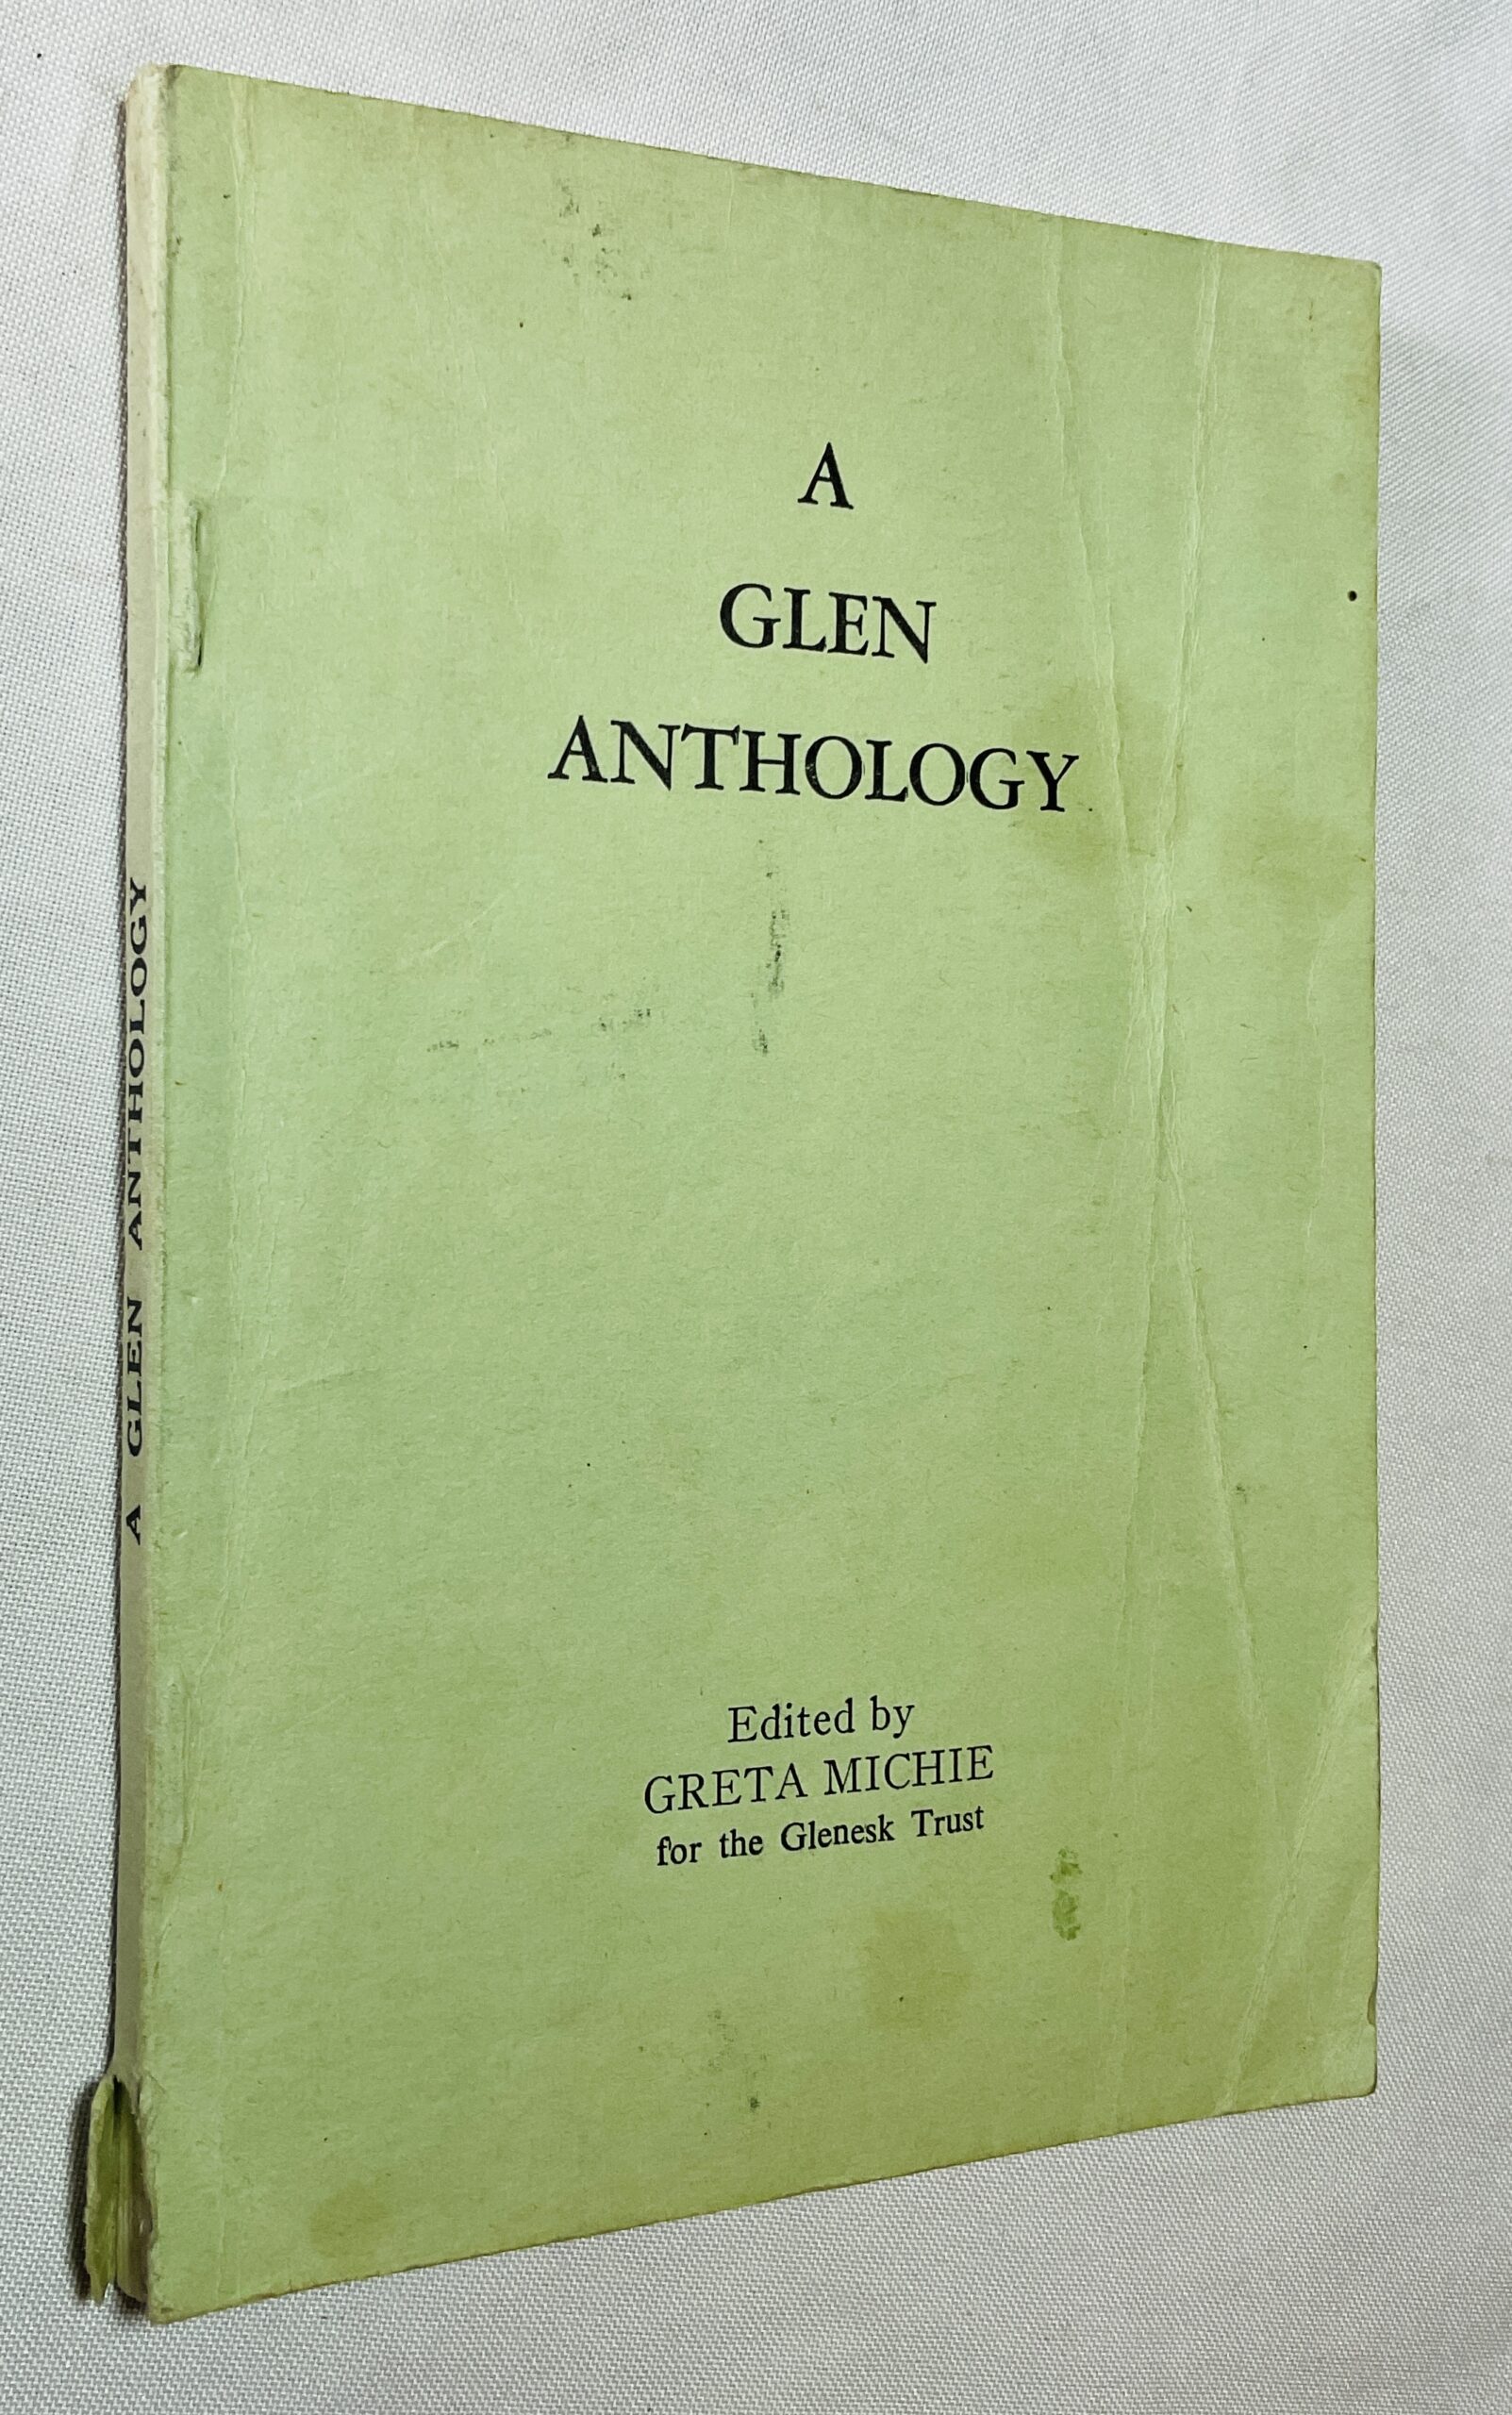 A
GLEN
ANTHOLOGY
Edited by
GRETA MICHIE
for the Glenesk Trust
A GLEN ANTHOLOGY